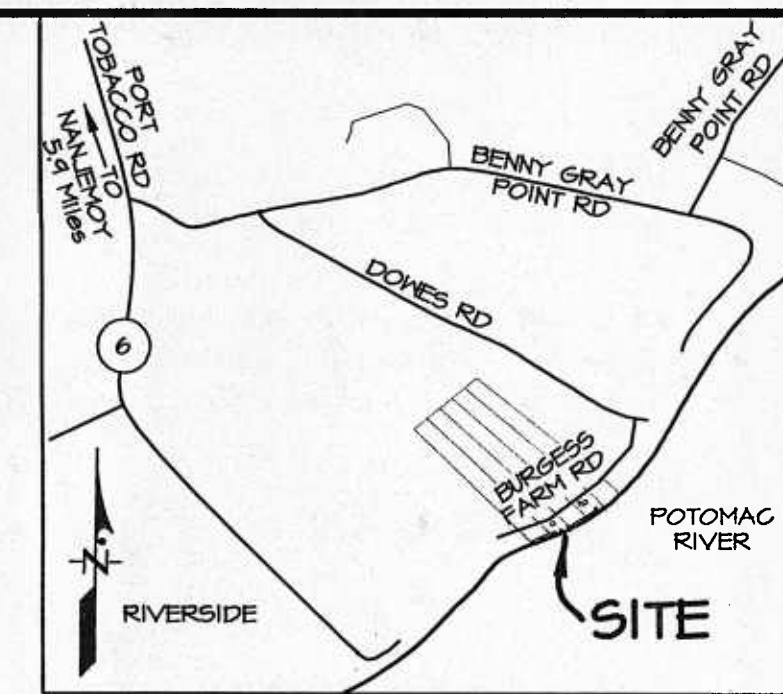 PORT
TOBACCO RD
TO
NANJEMOY
5.9 Miles
BENNY GRAY
POINT RD
BENNY GRAY
POINT RD
DOWES RD
6
BURGESS
FARM RD
POTOMAC
RIVER
N
RIVERSIDE
SITE